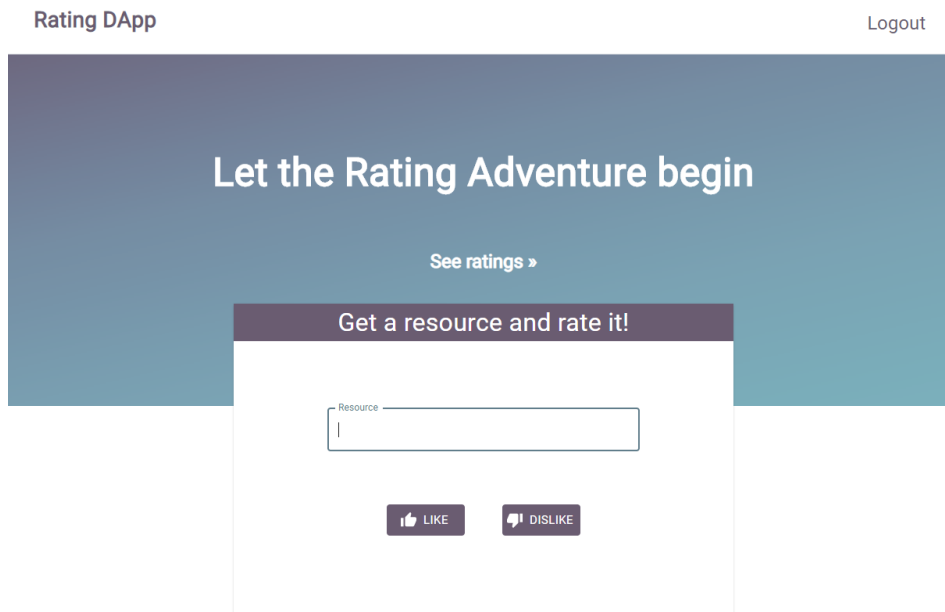 Rating DApp
Logout
Let the Rating Adventure begin
See ratings »
Get a resource and rate it!
Resource
LIKE
DISLIKE